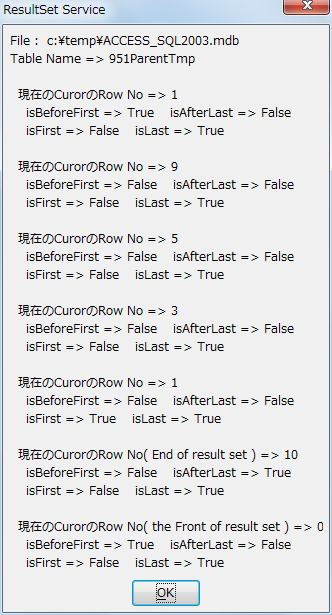 ResultSet Service
File : c:¥temp¥ACCESS_SQL2003.mdb
Table Name => 951ParentTmp
現在のCurorのRow No => 1
isBeforeFirst => True isAfterLast => False
isFirst => False isLast => True
現在のCurorのRow No => 9
isBeforeFirst => False isAfterLast => False
isFirst => False isLast => True
現在のCurorのRow No => 5
isBeforeFirst => False isAfterLast => False
isFirst => False isLast => True
現在のCurorのRow No => 3
isBeforeFirst => False isAfterLast => False
isFirst => False isLast => True
現在のCurorのRow No => 1
isBeforeFirst => False isAfterLast => False
isFirst => True isLast => True
現在のCurorのRow No( End of result set ) => 10
isBeforeFirst => False isAfterLast => True
isFirst => False isLast => True
現在のCurorのRow No( the Front of result set ) => 0
isBeforeFirst => True isAfterLast => False
isFirst => False isLast => True
OK